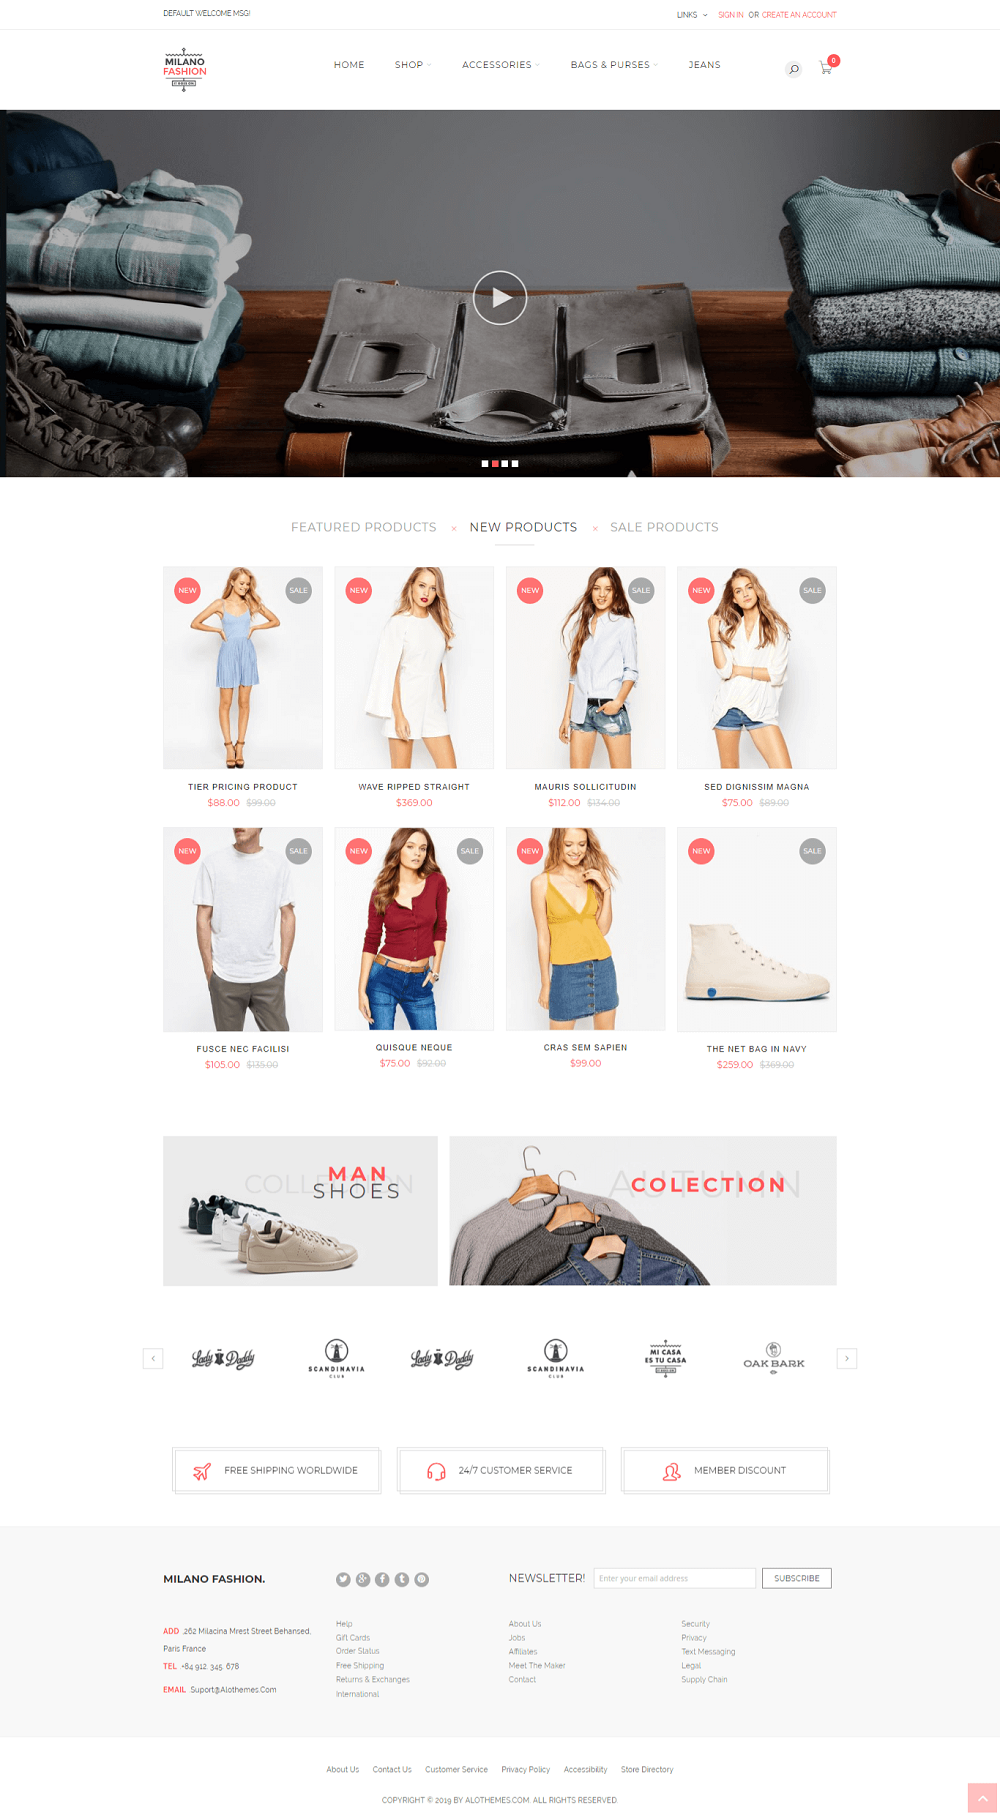 DEFAULT WELCOME MSG!
LINKS SIGN IN OR CREATE AN ACCOUNT
MILANO
FASHION
HOME SHOP ACCESSORIES BAGS & PURSES JEANS
0
FEATURED PRODUCTS × NEW PRODUCTS × SALE PRODUCTS
NEW SALE NEW NEW SALE NEW SALE
TIER PRICING PRODUCT WAVE RIPPED STRAIGHT MAURIS SOLLICITUDIN SED DIGNISSIM MAGNA
$88.00 $99.00 $369.00 $112.00 $134.00 $75.00 $89.00
NEW SALE NEW SALE NEW NEW SALE
FUSCE NEC FACILISI QUISQUE NEQUE CRAS SEM SAPIEN THE NET BAG IN NAVY
$105.00 $135.00 $75.00 $92.00 $99.00 $259.00 $369.00
COLLECTION
MAN
SHOES
AUTUMN
COLECTION
Lady Daddy
SCANDINAVIA
CLUB
Lady Daddy
SCANDINAVIA
CLUB
MI CASA
ES TU CASA
OAK BARK
FREE SHIPPING WORLDWIDE 24/7 CUSTOMER SERVICE MEMBER DISCOUNT
MILANO FASHION.
NEWSLETTER! Enter your email address SUBSCRIBE
ADD ,262 Milacina Mrest Street Behansed,
Paris France
TEL +84 912. 345. 678
EMAIL Suport@Alothemes.Com
Help
Gift Cards
Order Status
Free Shipping
Returns & Exchanges
International
About Us
Jobs
Affiliates
Meet The Maker
Contact
Security
Privacy
Text Messaging
Legal
Supply Chain
About Us Contact Us Customer Service Privacy Policy Accessibility Store Directory
COPYRIGHT © 2019 BY ALOTHEMES.COM. ALL RIGHTS RESERVED.